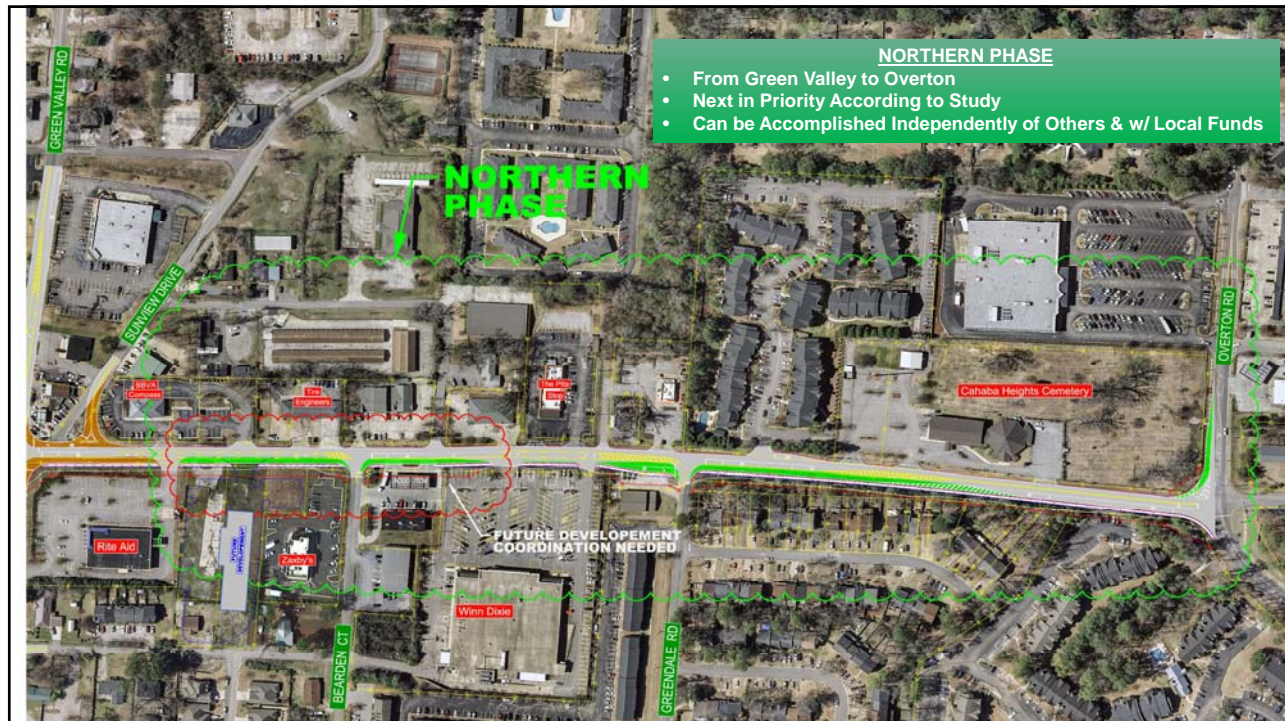 GREEN VALLEY RD
NORTHERN PHASE
• From Green Valley to Overton
• Next in Priority According to Study
• Can be Accomplished Independently of Others & w/ Local Funds
NORTHERN
PHASE
SUNVIEW DRIVE
OVERTON RD
BBVA
Compass
Tire
Engineers
The Pita
Stop
Cahaba Heights Cemetery
FUTURE DEVELOPEMENT
COORDINATION NEEDED
Rite Aid
FUTURE
DEVELOPEMENT
Zaxby's
Winn Dixie
BEARDEN CT
GREENDALE RD